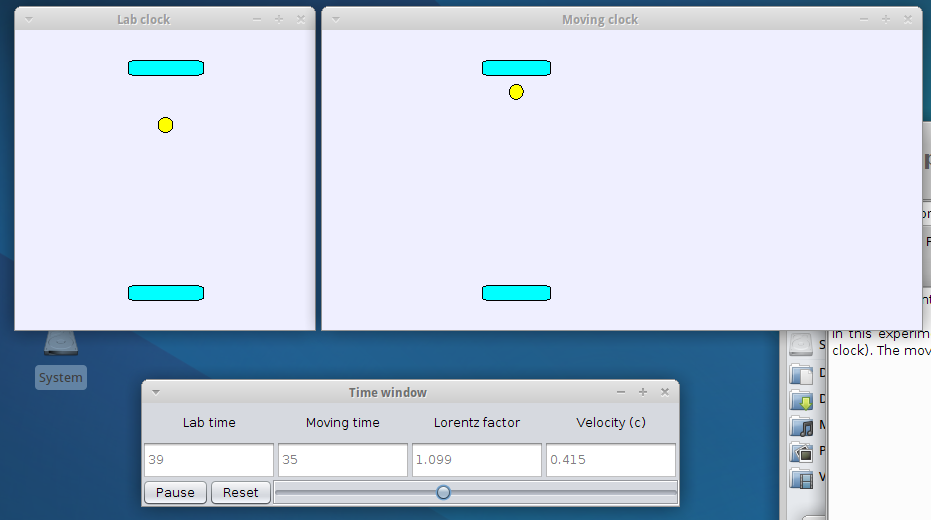 Lab clock
Moving clock
System
Time window
Lab time Moving time Lorentz factor Velocity (c)
39 35 1.099 0.415
Pause Reset
in this experim
clock). The mov